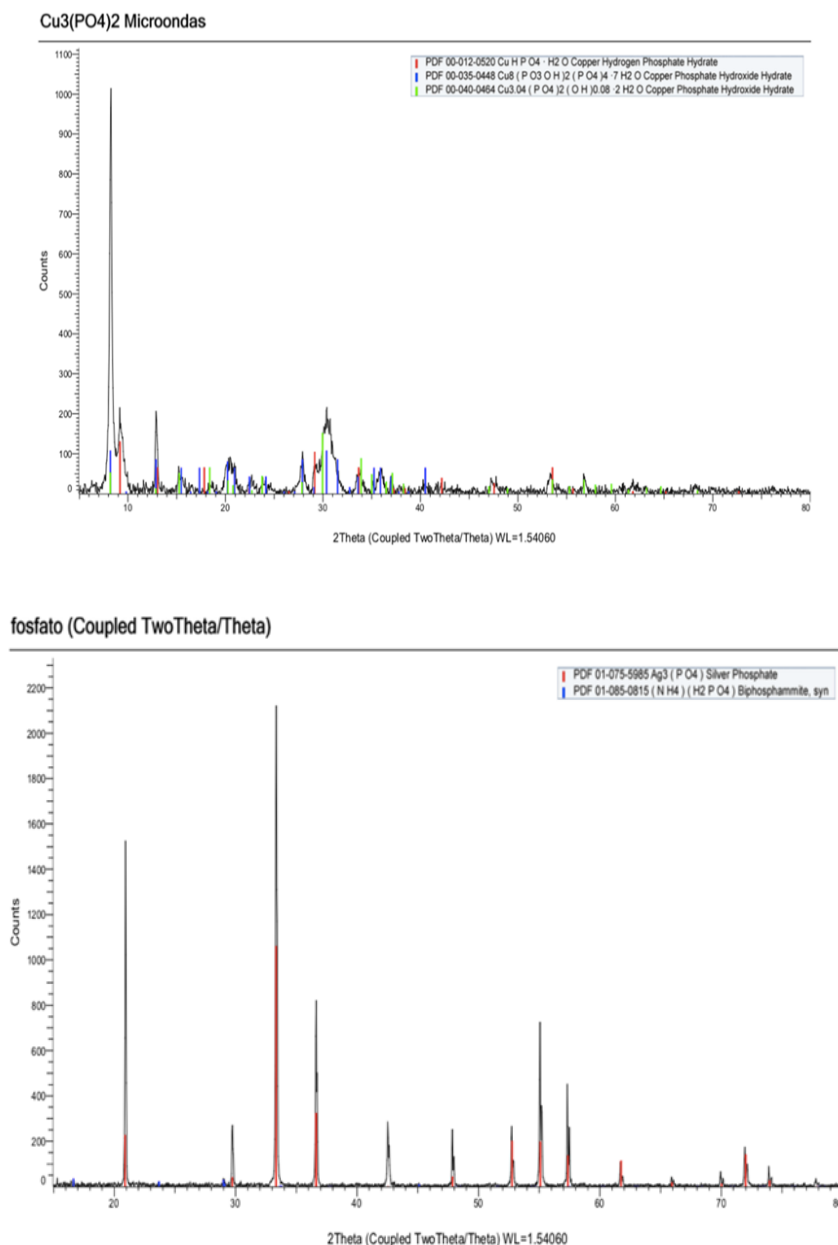 Cu3(PO4)2 Microondas
PDF 00-012-0520 Cu H P O4 · H2 O Copper Hydrogen Phosphate Hydrate
PDF 00-035-0448 Cu8 ( P O3 O H )2 ( P O4 )4 ·7 H2 O Copper Phosphate Hydroxide Hydrate
PDF 00-040-0464 Cu3.04 ( P O4 )2 ( O H )0.08 ·2 H2 O Copper Phosphate Hydroxide Hydrate
1100
1000
900
800
700
600
500
400
300
200
100
0
Counts
10 20 30 40 50 60 70 80
2Theta (Coupled TwoTheta/Theta) WL=1.54060
fosfato (Coupled TwoTheta/Theta)
PDF 01-075-5985 Ag3 ( P O4 ) Silver Phosphate
PDF 01-085-0815 ( N H4 ) ( H2 P O4 ) Biphosphammite, syn
2200
2000
1800
1600
1400
1200
1000
800
600
400
200
0
Counts
20 30 40 50 60 70
2Theta (Coupled TwoTheta/Theta) WL=1.54060